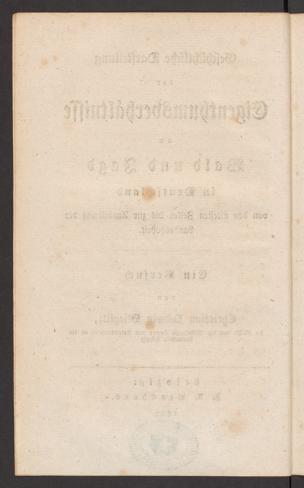 Geschichtliche Darstellung
der
Eigenthumsverhältnisse
an
Wald und Jagd
in Deutschland
von den ältesten Zeiten bis zur Ausbildung der
Landeshoheit.
Ein Versuch
von
Christian Ludwig Stieglitz,
Leipzig:
F. A. Brockhaus.